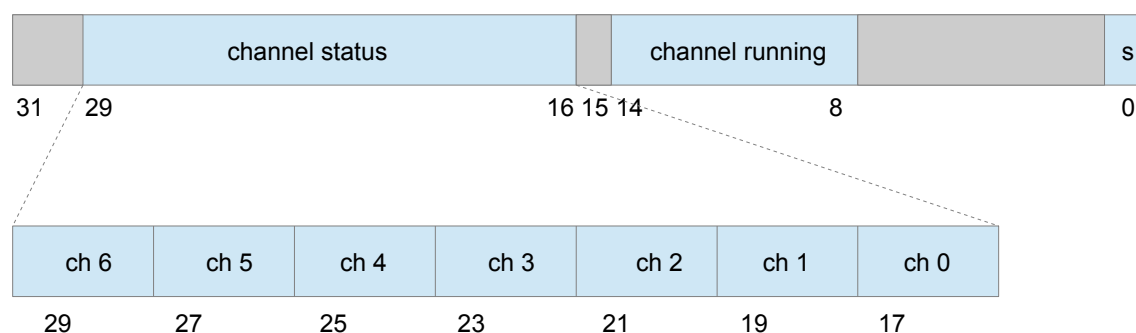 channel status channel running s
31 29 16 15 14 8 0
ch 6 ch 5 ch 4 ch 3 ch 2 ch 1 ch 0
29 27 25 23 21 19 17